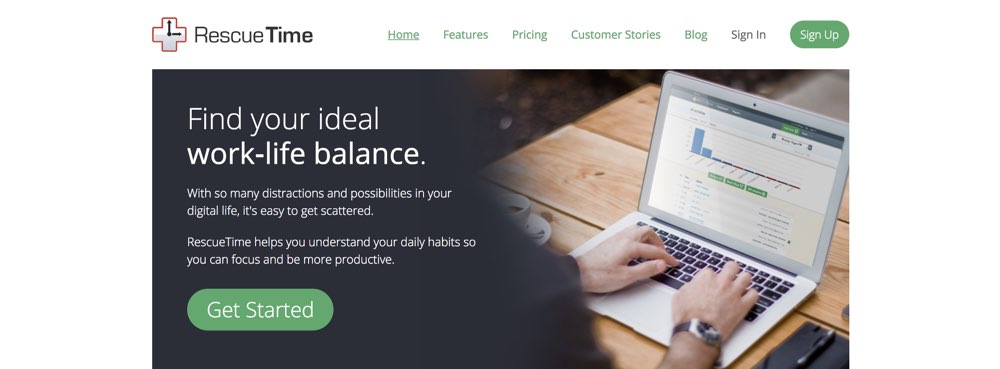 RescueTime
Home Features Pricing Customer Stories Blog Sign In Sign Up
Find your ideal
work-life balance.
With so many distractions and possibilities in your
digital life, it's easy to get scattered.
RescueTime helps you understand your daily habits so
you can focus and be more productive.
Get Started